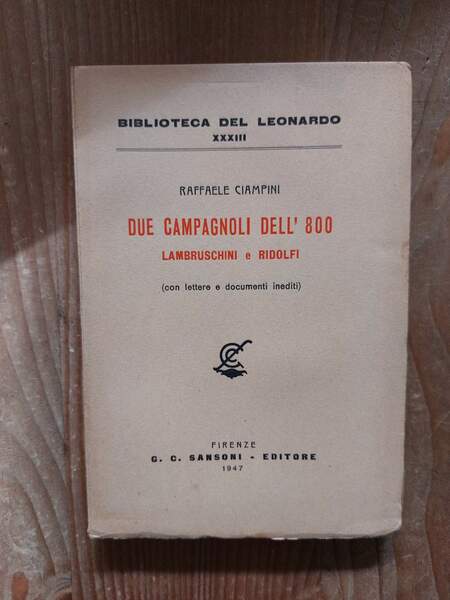 BIBLIOTECA DEL LEONARDO
XXXIII
RAFFAELE CIAMPINI
DUE CAMPAGNOLI DELL' 800
LAMBRUSCHINI e RIDOLFI
(con lettere e documenti inediti)
FIRENZE
G. C. SANSONI - EDITORE
1947